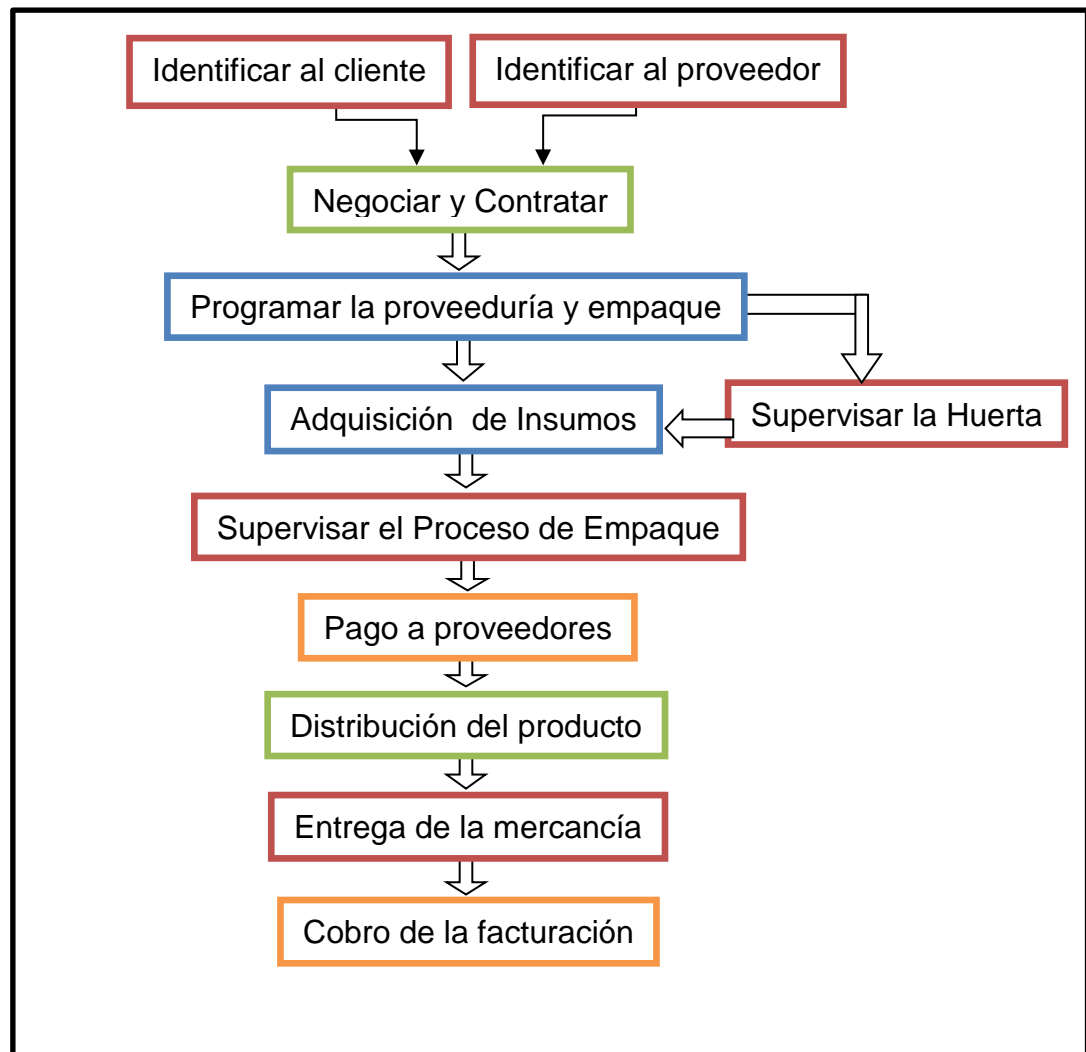 Identificar al cliente
Identificar al proveedor
Negociar y Contratar
Programar la proveeduría y empaque
Adquisición de Insumos
Supervisar la Huerta
Supervisar el Proceso de Empaque
Pago a proveedores
Distribución del producto
Entrega de la mercancía
Cobro de la facturación